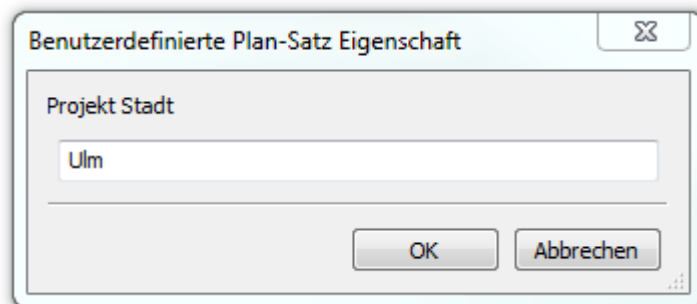 Benutzerdefinierte Plan-Satz Eigenschaft
Projekt Stadt
Ulm
OK
Abbrechen